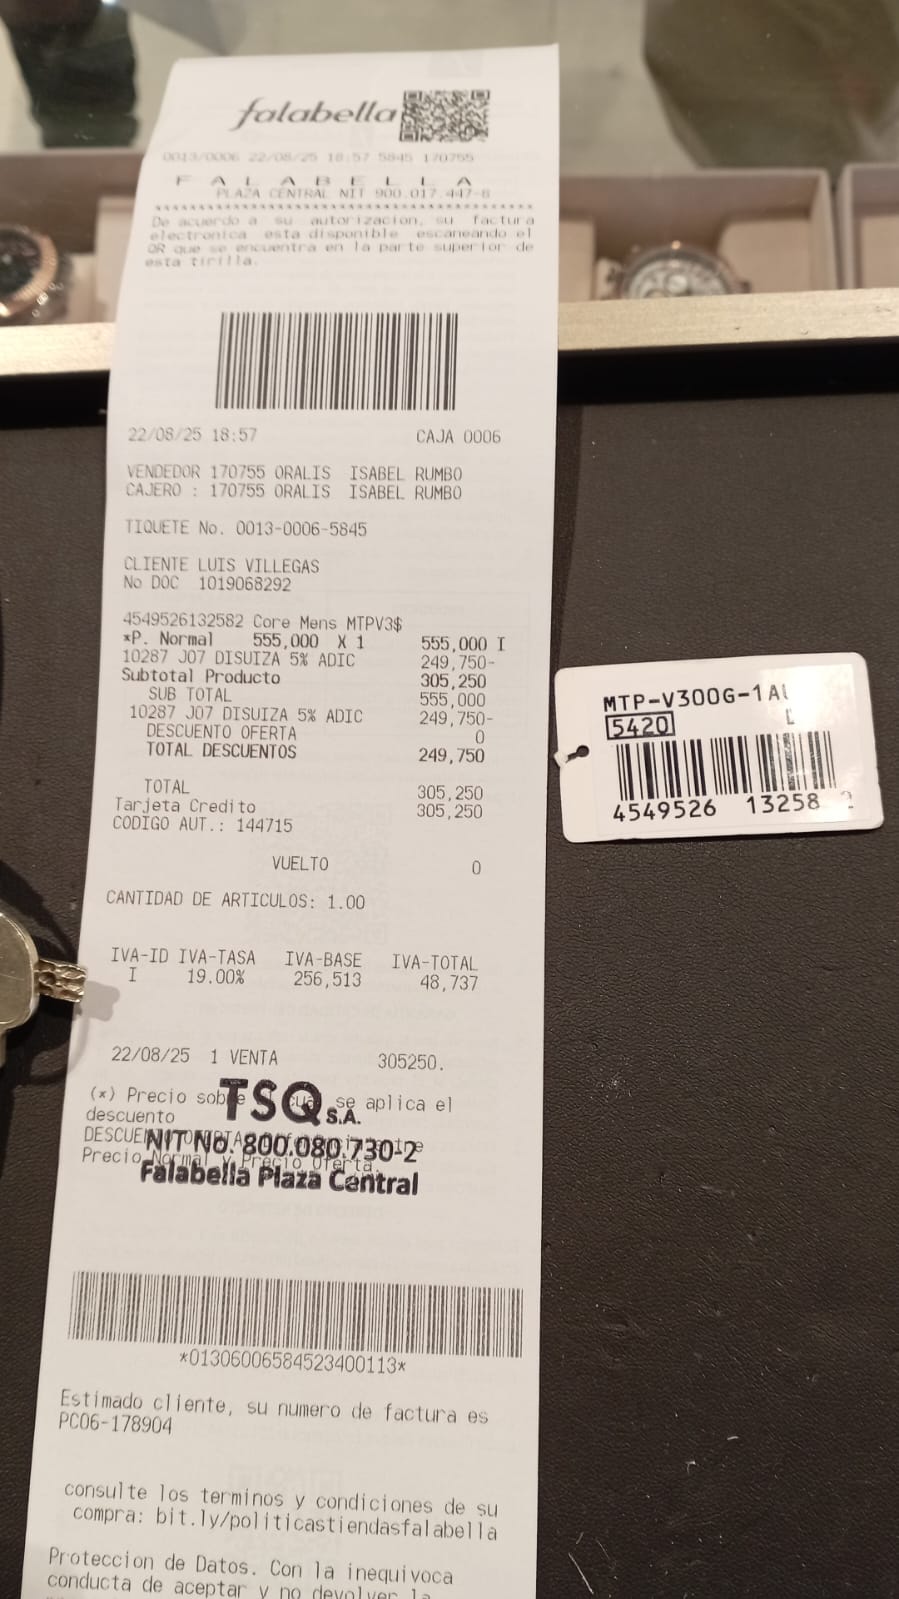 falabella
0013/0006 22/08/25 18:57 5845 170755
F A L A B E L L A
PLAZA CENTRAL NIT 900.017.447-8
De acuerdo a su autorizacion, su factura
electronica esta disponible escaneando el
QR que se encuentra en la parte superior de
esta tirilla.
22/08/25 18:57 CAJA 0006
VENDEDOR 170755 ORALIS ISABEL RUMBO
CAJERO : 170755 ORALIS ISABEL RUMBO
TIQUETE No. 0013-0006-5845
CLIENTE LUIS VILLEGAS
No DOC 1019068292
4549526132582 Core Mens MTPV3$
*P. Normal 555,000 X 1 555,000 I
10287 J07 DISUIZA 5% ADIC 249,750-
Subtotal Producto 305,250
SUB TOTAL 555,000
10287 J07 DISUIZA 5% ADIC 249,750-
DESCUENTO OFERTA 0
TOTAL DESCUENTOS 249,750
TOTAL 305,250
Tarjeta Credito 305,250
CODIGO AUT.: 144715
VUELTO 0
CANTIDAD DE ARTICULOS: 1.00
IVA-ID IVA-TASA IVA-BASE IVA-TOTAL
I 19.00% 256,513 48,737
22/08/25 1 VENTA 305250.
(*) Precio sobre se aplica el
descuento
Precio Normal y Precio Oferta.
TSQ S.A.
NIT No. 800.080.730-2
Falabella Plaza Central
*01306006584523400113*
Estimado cliente, su numero de factura es
PC06-178904
consulte los terminos y condiciones de su
compra: bit.ly/politicastiendasfalabella
Proteccion de Datos. Con la inequivoca
conducta de aceptar y no devolver la
MTP-V300G-1A
5420
4549526 13258